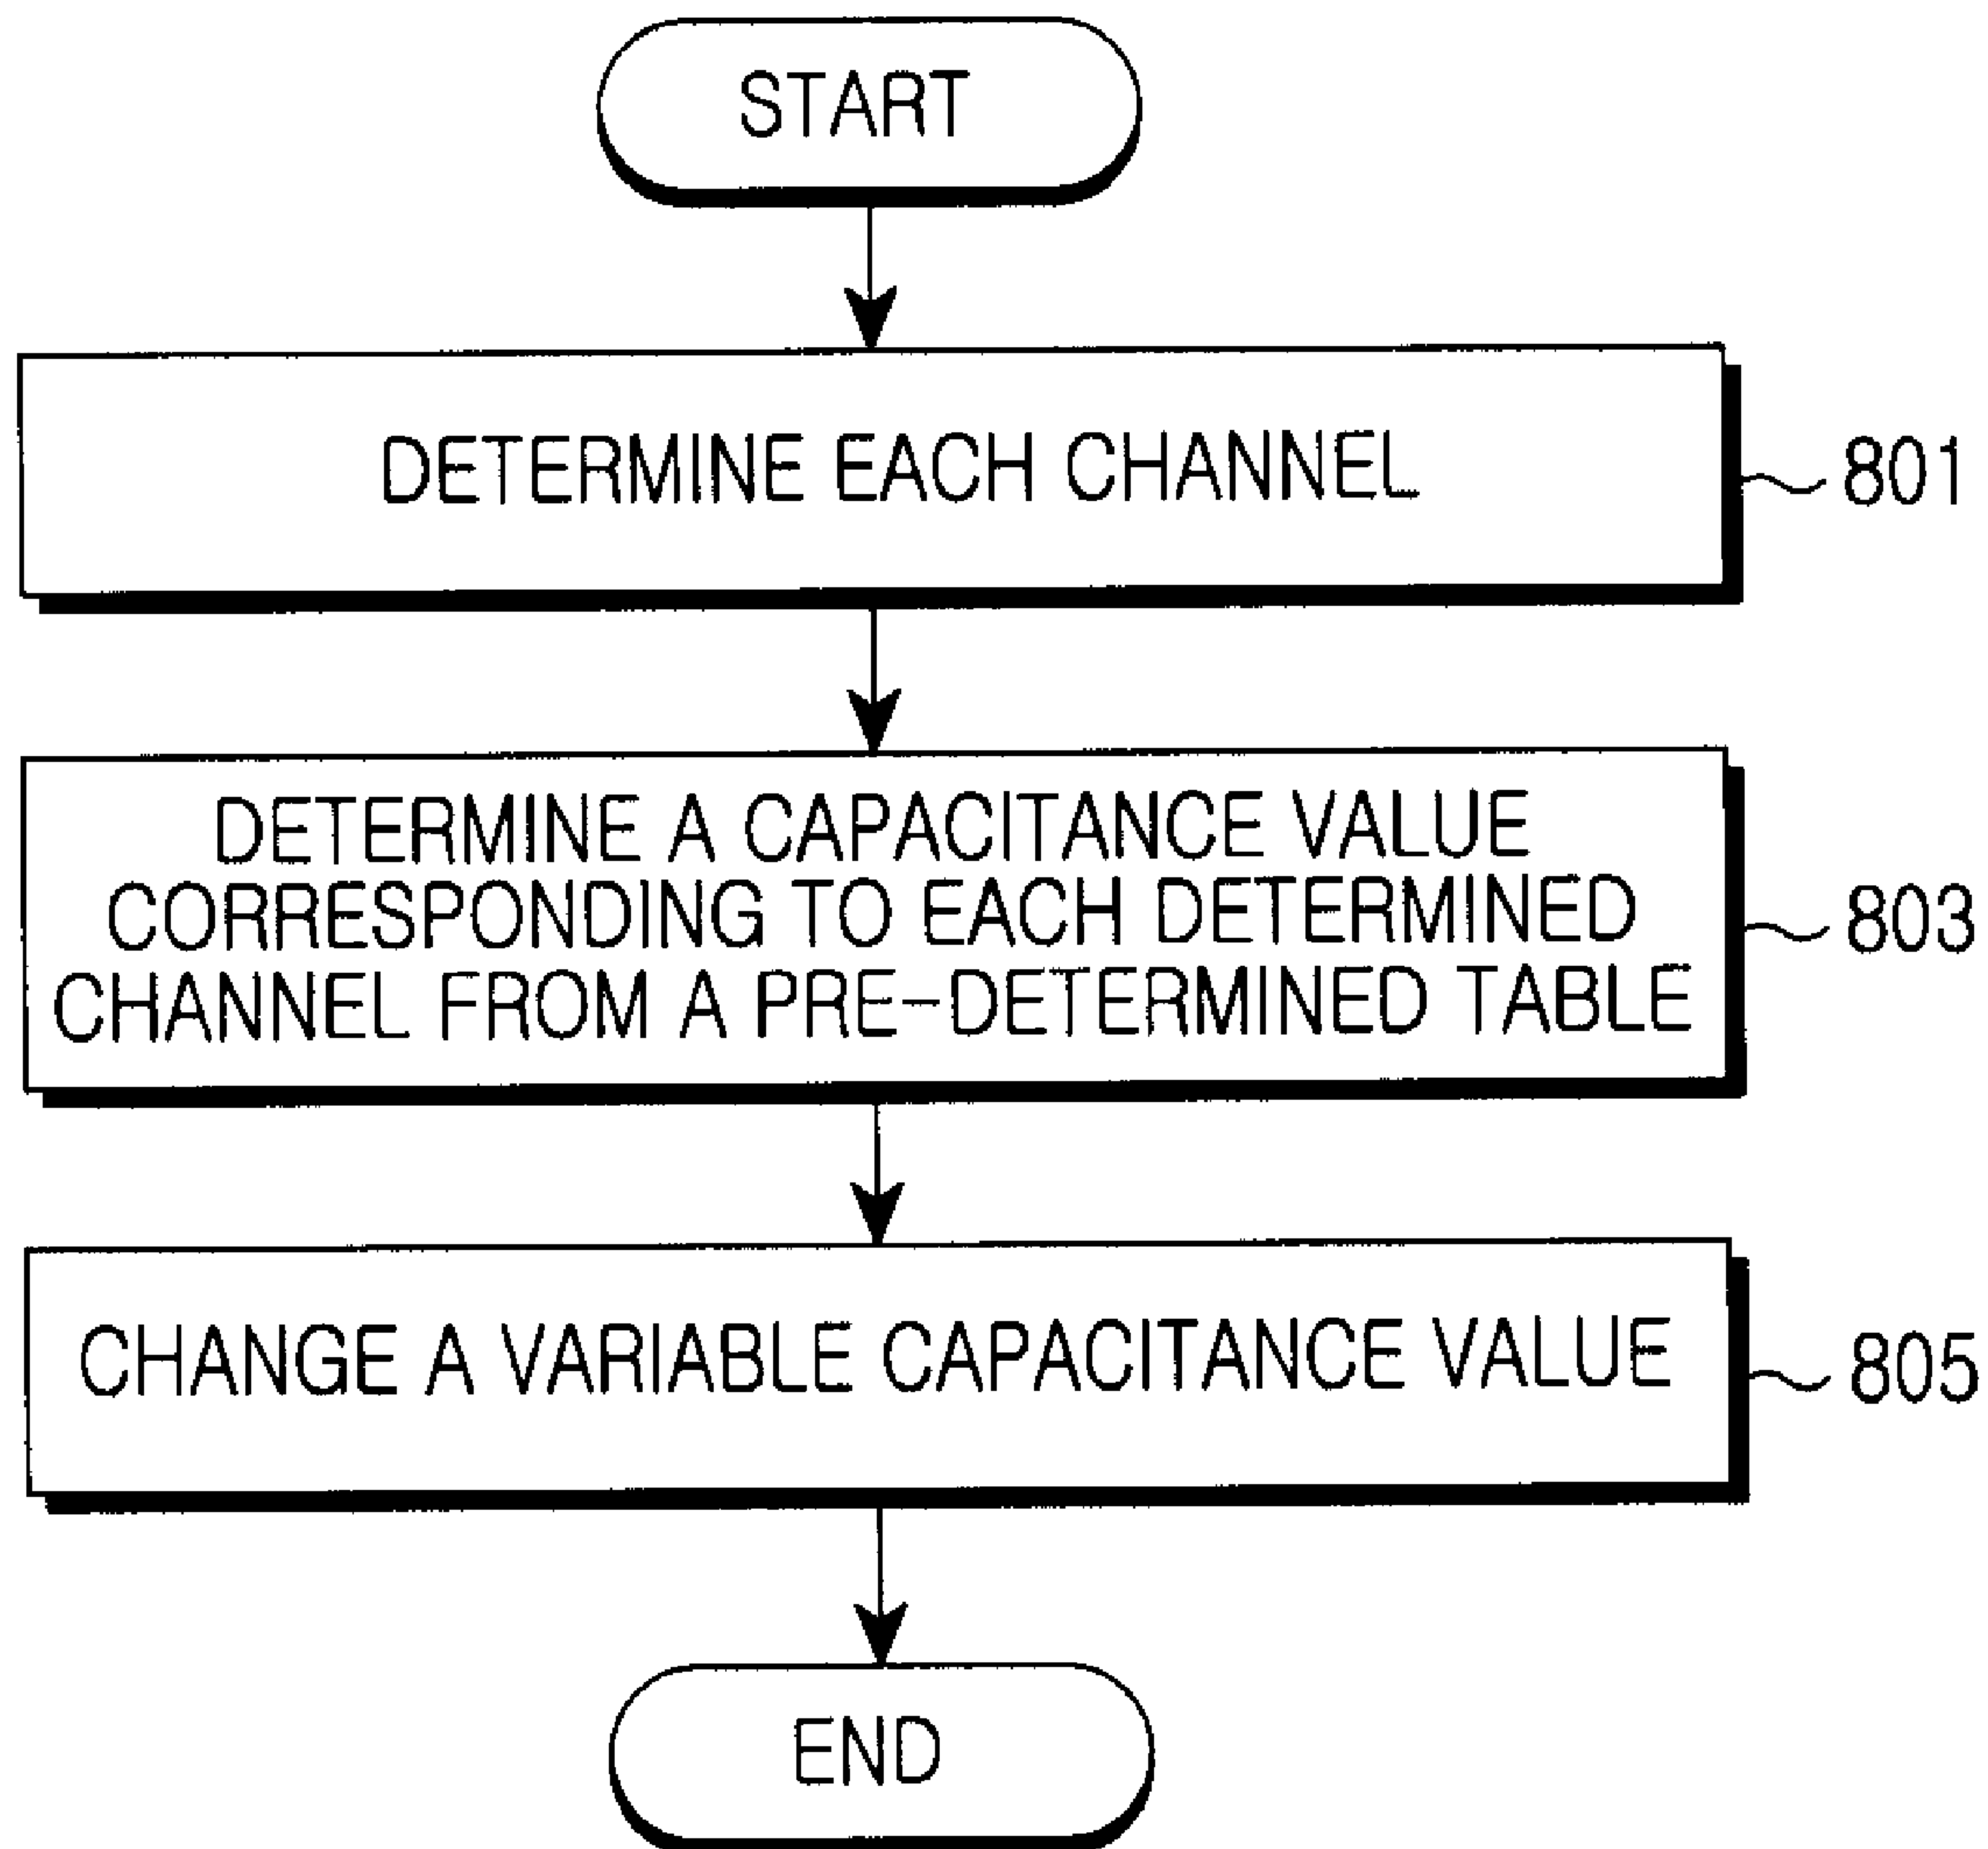 START
DETERMINE EACH CHANNEL
801
DETERMINE A CAPACITANCE VALUE
CORRESPONDING TO EACH DETERMINED
CHANNEL FROM A PRE-DETERMINED TABLE
803
CHANGE A VARIABLE CAPACITANCE VALUE
805
END